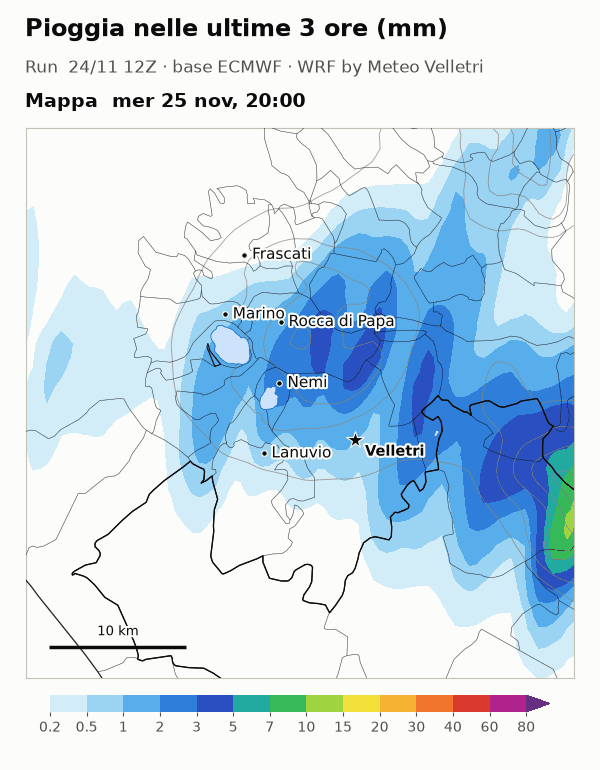 Pioggia nelle ultime 3 ore (mm)
Run  24/11 12Z · base ECMWF · WRF by Meteo Velletri
Mappa  mer 25 nov, 20:00
Frascati
Marino
Rocca di Papa
Nemi
Velletri
Lanuvio
10 km
0.2 0.5 1 2 3 5 7 10 15 20 30 40 60 80